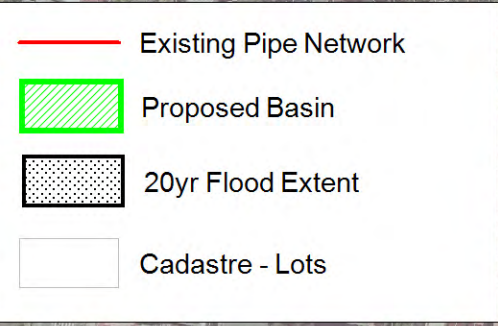 Existing Pipe Network
Proposed Basin
20yr Flood Extent
Cadastre - Lots